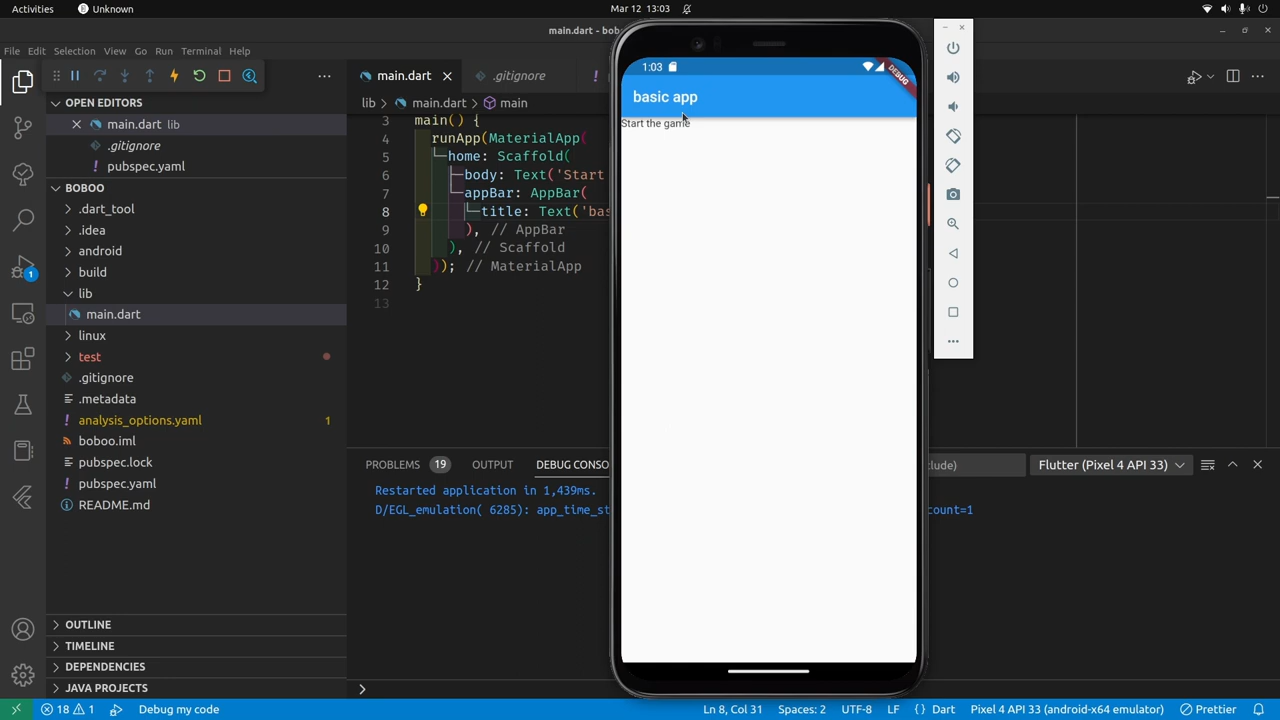 Activities
Unknown
Mar 12 13:03
main.dart - bobo
File Edit Selection View Go Run Terminal Help
main.dart
.gitignore
OPEN EDITORS
main.dart lib
.gitignore
pubspec.yaml
BOBOO
.dart_tool
.idea
android
build
lib
main.dart
linux
test
.gitignore
.metadata
analysis_options.yaml 1
boboo.iml
pubspec.lock
pubspec.yaml
README.md
OUTLINE
TIMELINE
DEPENDENCIES
JAVA PROJECTS
1
lib > main.dart > main
3 main() {
4 runApp(MaterialApp(
5 home: Scaffold(
6 body: Text('Start
7 appBar: AppBar(
8 title: Text('bas
9 ), // AppBar
10 ), // Scaffold
11 )); // MaterialApp
12 }
13
1:03
DEBUG
basic app
Start the game
PROBLEMS 19 OUTPUT DEBUG CONSO
lude)
Flutter (Pixel 4 API 33)
Restarted application in 1,439ms.
D/EGL_emulation( 6285): app_time_st
count=1
18 1 Debug my code
Ln 8, Col 31 Spaces: 2 UTF-8 LF {} Dart Pixel 4 API 33 (android-x64 emulator) Prettier